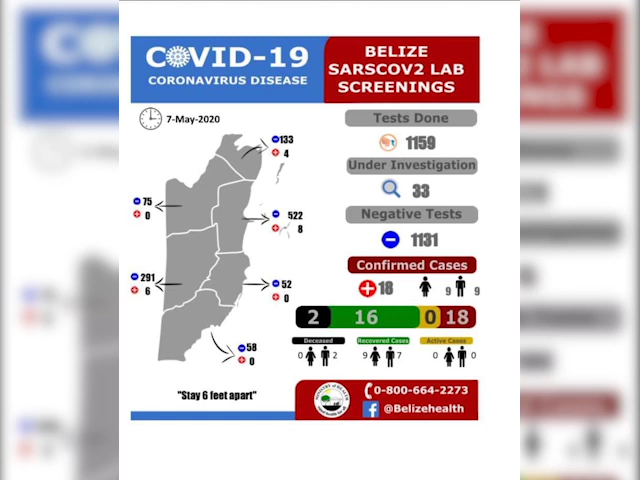 COVID-19
CORONAVIRUS DISEASE
BELIZE
SARSCOV2 LAB
SCREENINGS
7-May-2020
133
4
75
0
522
8
291
6
52
0
58
0
Tests Done
1159
Under Investigation
33
Negative Tests
1131
Confirmed Cases
18
9 9
2 16 0 18
Deceased Recovered Cases Active Cases
0 2 9 7 0 0
"Stay 6 feet apart"
MINISTRY of HEALTH
0-800-664-2273
@Belizehealth